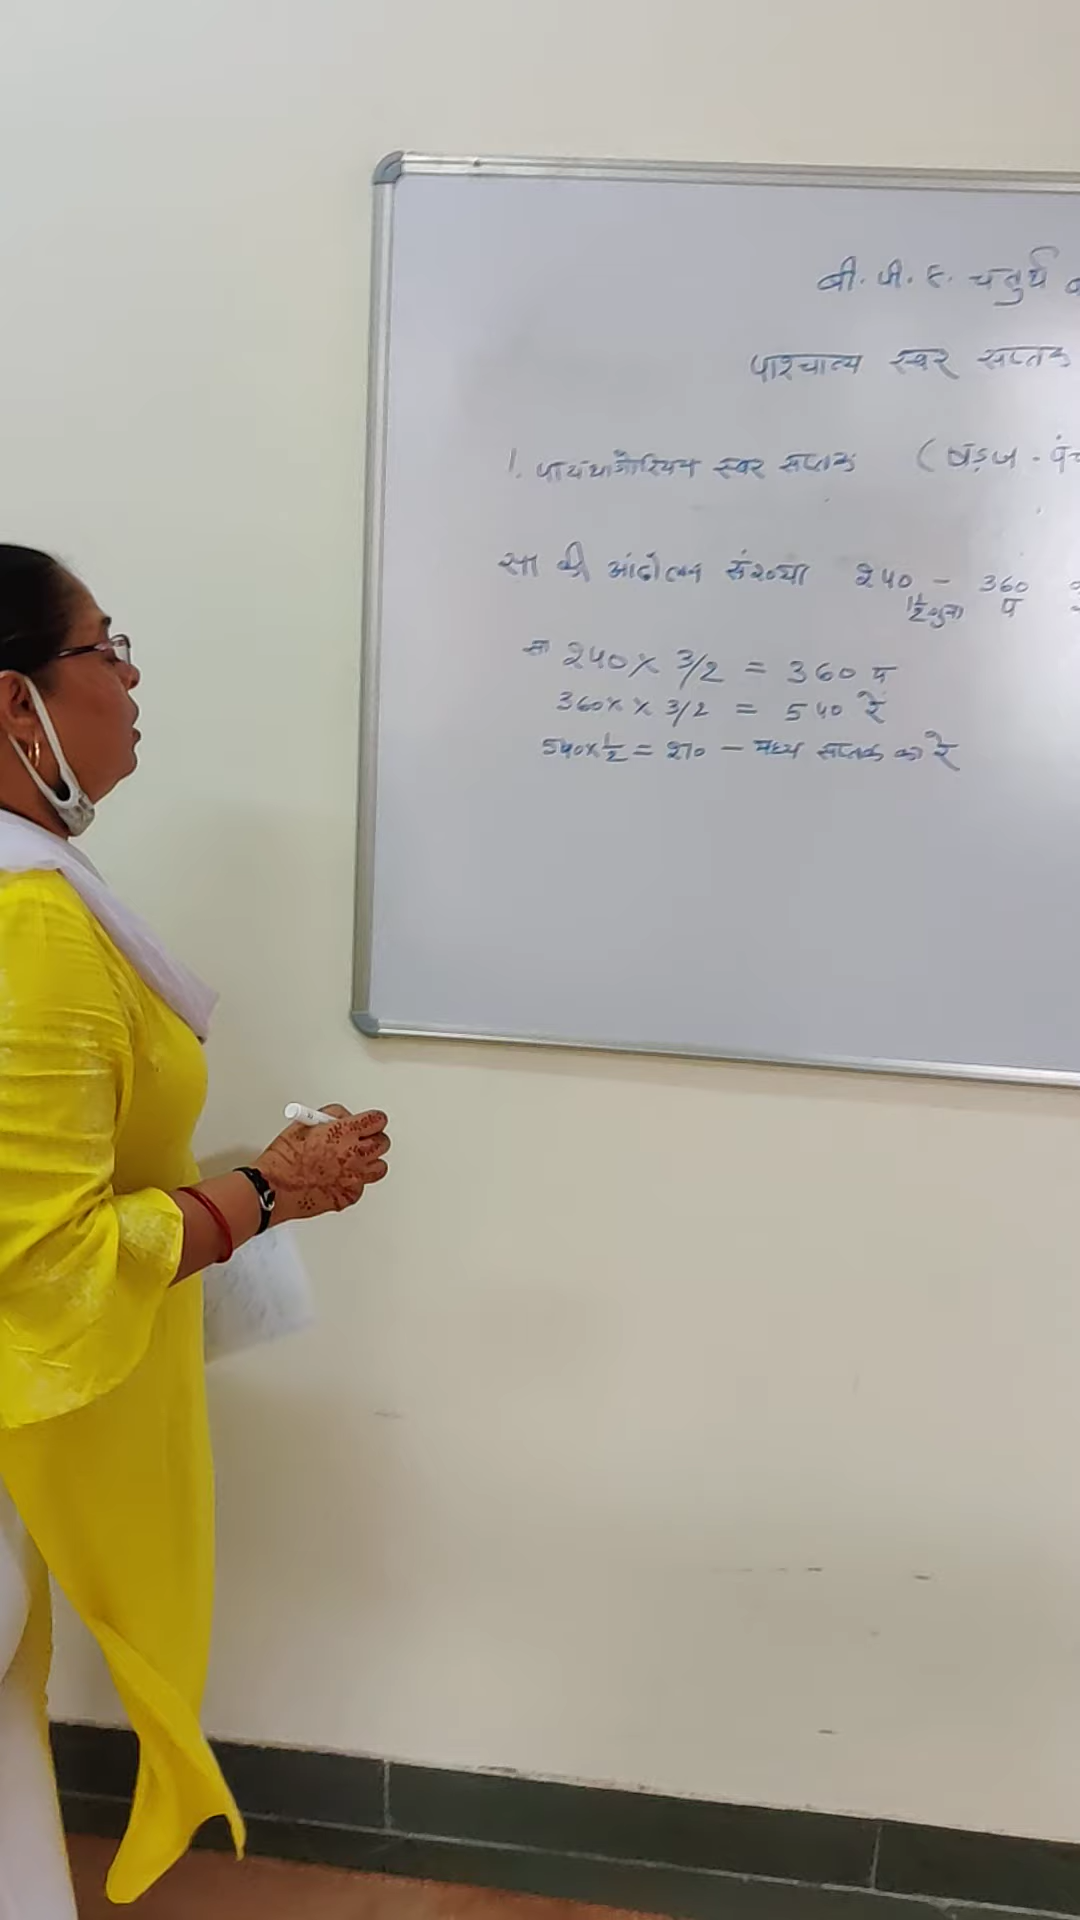 बी. पी. ए. चतुर्थ
पाश्चात्य स्वर सप्तक
1. पायथागोरियन स्वर सप्तक (षड़ज - पंच
सा की आंदोलन संख्या 240 - 360
1½ गुना प
सा 240 x 3/2 = 360 प
360 x x 3/2 = 540 रें
540 x ½ = 270 - मध्य सप्तक का रे